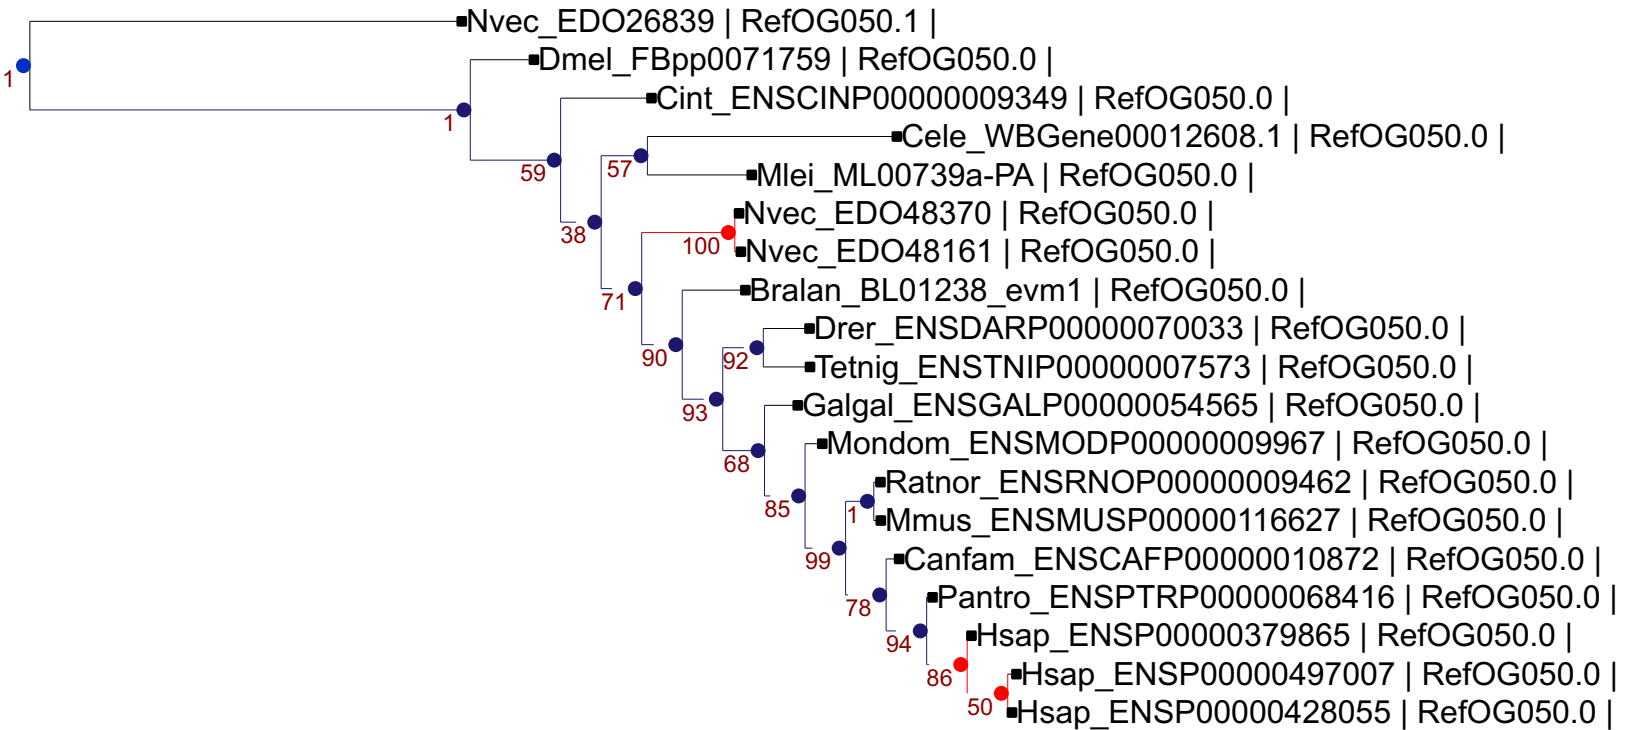 Nvec_EDO26839 | RefOG050.1 |
Dmel_FBpp0071759 | RefOG050.0 |
1
Cint_ENSCINP00000009349 | RefOG050.0 |
1
Cele_WBGene00012608.1 | RefOG050.0 |
59
57
Mlei_ML00739a-PA | RefOG050.0 |
Nvec_EDO48370 | RefOG050.0 |
38
100
Nvec_EDO48161 | RefOG050.0 |
71
Bralan_BL01238_evm1 | RefOG050.0 |
Drer_ENSDARP00000070033 | RefOG050.0 |
90
92
Tetnig_ENSTNIP00000007573 | RefOG050.0 |
93
Galgal_ENSGALP00000054565 | RefOG050.0 |
Mondom_ENSMODP00000009967 | RefOG050.0 |
68
Ratnor_ENSRNOP00000009462 | RefOG050.0 |
85
1
Mmus_ENSMUSP00000116627 | RefOG050.0 |
99
Canfam_ENSCAFP00000010872 | RefOG050.0 |
78
Pantro_ENSPTRP00000068416 | RefOG050.0 |
94
Hsap_ENSP00000379865 | RefOG050.0 |
86
Hsap_ENSP00000497007 | RefOG050.0 |
50
Hsap_ENSP00000428055 | RefOG050.0 |